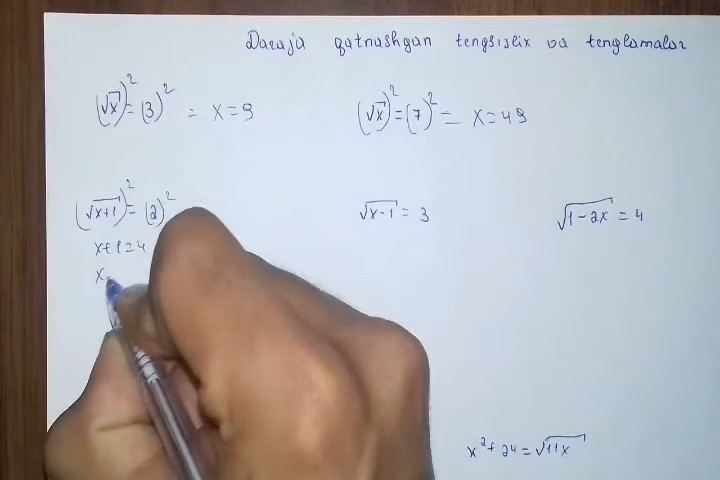 Daraja qatnashgan tengsizlik va tenglamalar
(√x)² = (3)² = x = 9
(√x)² = (7)² = x = 49
(√x+1)² = (2)²
√x-1 = 3
√1-2x = 4
x+1=4
x
x²+24=√11x